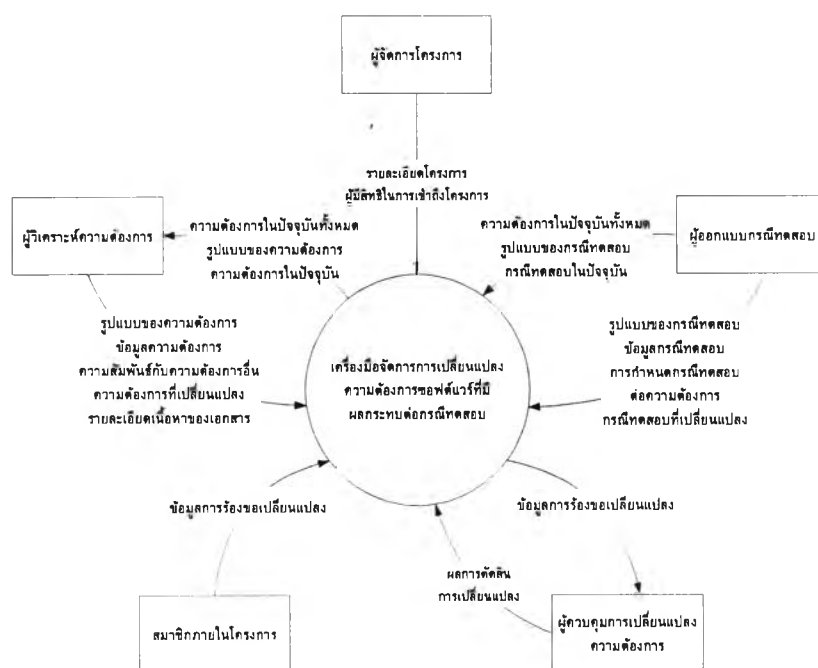 ผู้จัดการโครงการ
รายละเอียดโครงการ
ผู้มีสิทธิในการเข้าถึงโครงการ
ผู้วิเคราะห์ความต้องการ
ความต้องการในปัจจุบันทั้งหมด
รูปแบบของความต้องการ
ความต้องการในปัจจุบัน
ความต้องการในปัจจุบันทั้งหมด
รูปแบบของกรณีทดสอบ
กรณีทดสอบในปัจจุบัน
ผู้ออกแบบกรณีทดสอบ
รูปแบบของความต้องการ
ข้อมูลความต้องการ
ความสัมพันธ์กับความต้องการอื่น
ความต้องการที่เปลี่ยนแปลง
รายละเอียดเนื้อหาของเอกสาร
เครื่องมือจัดการการเปลี่ยนแปลง
ความต้องการซอฟต์แวร์ที่มี
ผลกระทบต่อกรณีทดสอบ
รูปแบบของกรณีทดสอบ
ข้อมูลกรณีทดสอบ
การกำหนดกรณีทดสอบ
ต่อความต้องการ
กรณีทดสอบที่เปลี่ยนแปลง
ข้อมูลการร้องขอเปลี่ยนแปลง
ข้อมูลการร้องขอเปลี่ยนแปลง
ผลการตัดสิน
การเปลี่ยนแปลง
สมาชิกภายในโครงการ
ผู้ควบคุมการเปลี่ยนแปลง
ความต้องการ